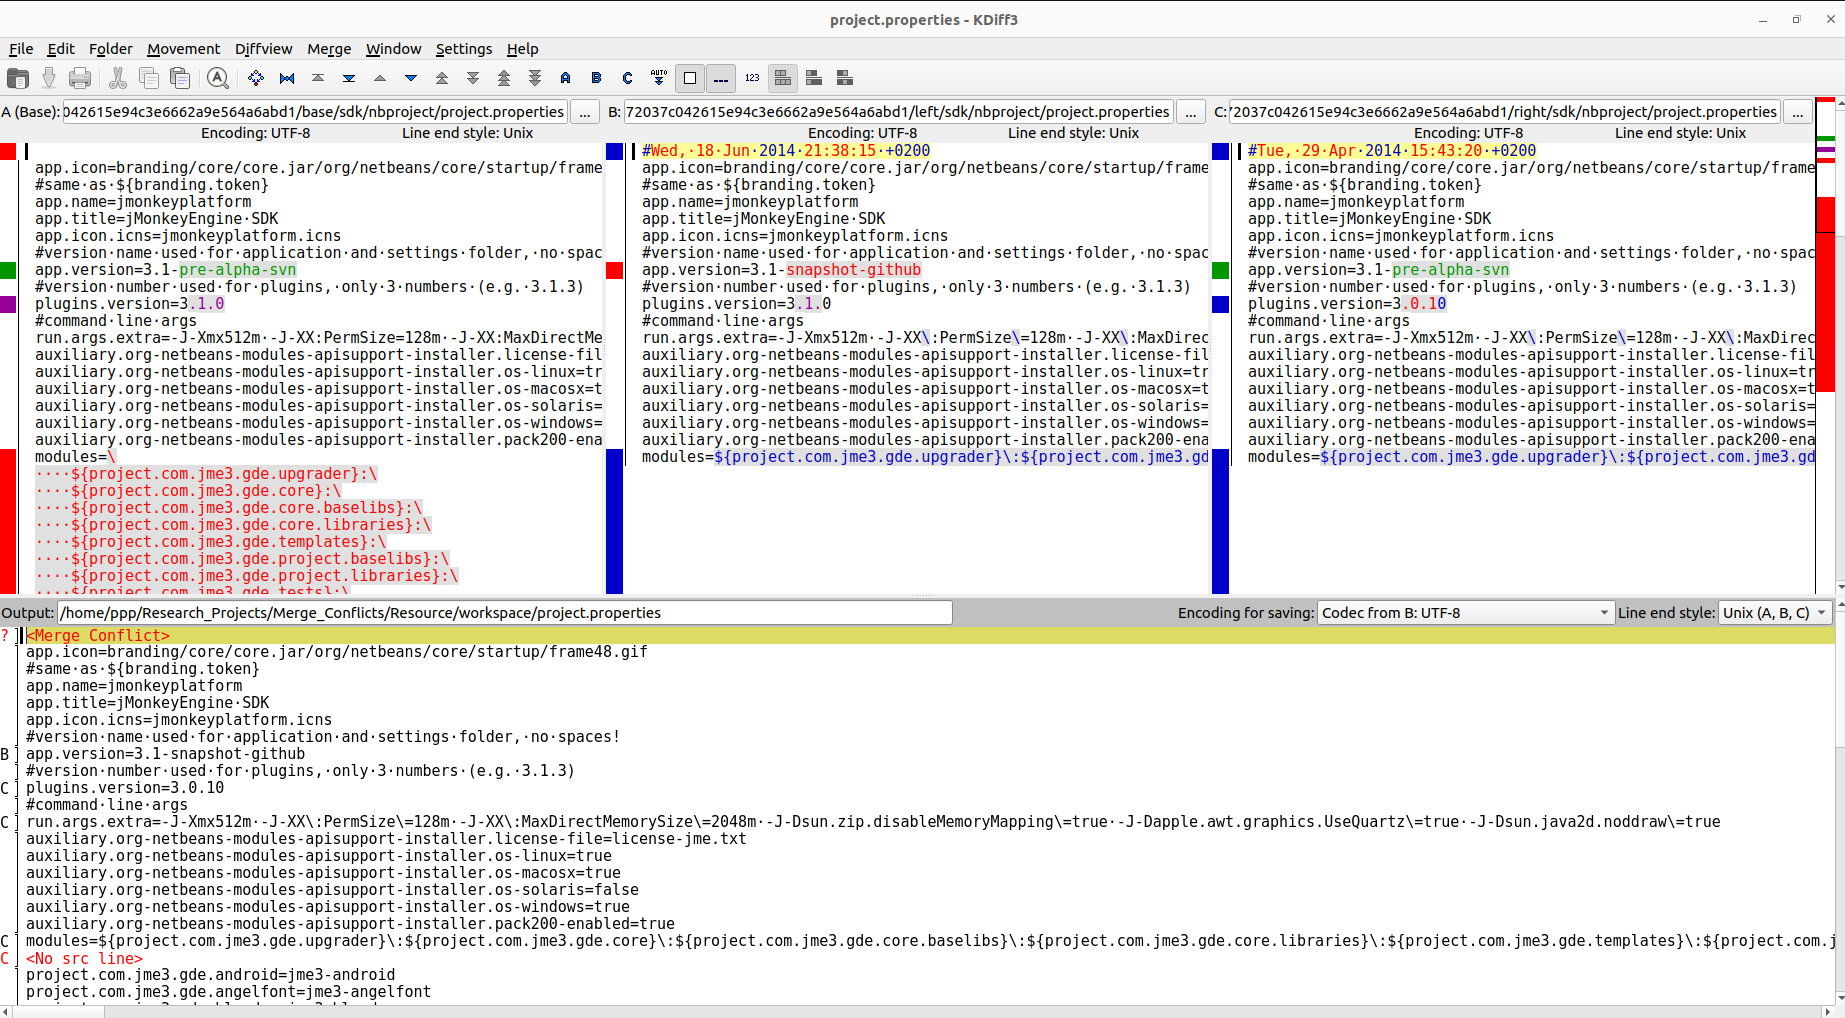 project.properties - KDiff3
File Edit Folder Movement Diffview Merge Window Settings Help
A B C AUTO 123
A (Base): 042615e94c3e6662a9e564a6abd1/base/sdk/nbproject/project.properties ...
Encoding: UTF-8 Line end style: Unix
app.icon=branding/core/core.jar/org/netbeans/core/startup/frame
#same·as·${branding.token}
app.name=jmonkeyplatform
app.title=jMonkeyEngine·SDK
app.icon.icns=jmonkeyplatform.icns
#version·name·used·for·application·and·settings·folder,·no·spac
app.version=3.1-pre-alpha-svn
#version·number·used·for·plugins,·only·3·numbers·(e.g.·3.1.3)
plugins.version=3.1.0
#command·line·args
run.args.extra=-J-Xmx512m·-J-XX:PermSize=128m·-J-XX:MaxDirectMe
auxiliary.org-netbeans-modules-apisupport-installer.license-fil
auxiliary.org-netbeans-modules-apisupport-installer.os-linux=tr
auxiliary.org-netbeans-modules-apisupport-installer.os-macosx=t
auxiliary.org-netbeans-modules-apisupport-installer.os-solaris=
auxiliary.org-netbeans-modules-apisupport-installer.os-windows=
auxiliary.org-netbeans-modules-apisupport-installer.pack200-ena
modules=\
····${project.com.jme3.gde.upgrader}:\
····${project.com.jme3.gde.core}:\
····${project.com.jme3.gde.core.baselibs}:\
····${project.com.jme3.gde.core.libraries}:\
····${project.com.jme3.gde.templates}:\
····${project.com.jme3.gde.project.baselibs}:\
····${project.com.jme3.gde.project.libraries}:\
····${project.com.jme3.gde.tests}:\
B: 72037c042615e94c3e6662a9e564a6abd1/left/sdk/nbproject/project.properties ...
Encoding: UTF-8 Line end style: Unix
#Wed,·18·Jun·2014·21:38:15·+0200
app.icon=branding/core/core.jar/org/netbeans/core/startup/frame
#same·as·${branding.token}
app.name=jmonkeyplatform
app.title=jMonkeyEngine·SDK
app.icon.icns=jmonkeyplatform.icns
#version·name·used·for·application·and·settings·folder,·no·spac
app.version=3.1-snapshot-github
#version·number·used·for·plugins,·only·3·numbers·(e.g.·3.1.3)
plugins.version=3.1.0
#command·line·args
run.args.extra=-J-Xmx512m·-J-XX\:PermSize\=128m·-J-XX\:MaxDirec
auxiliary.org-netbeans-modules-apisupport-installer.license-fil
auxiliary.org-netbeans-modules-apisupport-installer.os-linux=tr
auxiliary.org-netbeans-modules-apisupport-installer.os-macosx=t
auxiliary.org-netbeans-modules-apisupport-installer.os-solaris=
auxiliary.org-netbeans-modules-apisupport-installer.os-windows=
auxiliary.org-netbeans-modules-apisupport-installer.pack200-ena
modules=${project.com.jme3.gde.upgrader}\:${project.com.jme3.gd
C: 72037c042615e94c3e6662a9e564a6abd1/right/sdk/nbproject/project.properties ...
Encoding: UTF-8 Line end style: Unix
#Tue,·29·Apr·2014·15:43:20·+0200
app.icon=branding/core/core.jar/org/netbeans/core/startup/frame
#same·as·${branding.token}
app.name=jmonkeyplatform
app.title=jMonkeyEngine·SDK
app.icon.icns=jmonkeyplatform.icns
#version·name·used·for·application·and·settings·folder,·no·spac
app.version=3.1-pre-alpha-svn
#version·number·used·for·plugins,·only·3·numbers·(e.g.·3.1.3)
plugins.version=3.0.10
#command·line·args
run.args.extra=-J-Xmx512m·-J-XX\:PermSize\=128m·-J-XX\:MaxDirec
auxiliary.org-netbeans-modules-apisupport-installer.license-fil
auxiliary.org-netbeans-modules-apisupport-installer.os-linux=tr
auxiliary.org-netbeans-modules-apisupport-installer.os-macosx=t
auxiliary.org-netbeans-modules-apisupport-installer.os-solaris=
auxiliary.org-netbeans-modules-apisupport-installer.os-windows=
auxiliary.org-netbeans-modules-apisupport-installer.pack200-ena
modules=${project.com.jme3.gde.upgrader}\:${project.com.jme3.gd
Output: /home/ppp/Research_Projects/Merge_Conflicts/Resource/workspace/project.properties Encoding for saving: Codec from B: UTF-8 Line end style: Unix (A, B, C)
? <Merge Conflict>
app.icon=branding/core/core.jar/org/netbeans/core/startup/frame48.gif
#same·as·${branding.token}
app.name=jmonkeyplatform
app.title=jMonkeyEngine·SDK
app.icon.icns=jmonkeyplatform.icns
#version·name·used·for·application·and·settings·folder,·no·spaces!
B app.version=3.1-snapshot-github
#version·number·used·for·plugins,·only·3·numbers·(e.g.·3.1.3)
C plugins.version=3.0.10
#command·line·args
C run.args.extra=-J-Xmx512m·-J-XX\:PermSize\=128m·-J-XX\:MaxDirectMemorySize\=2048m·-J-Dsun.zip.disableMemoryMapping\=true·-J-Dapple.awt.graphics.UseQuartz\=true·-J-Dsun.java2d.noddraw\=true
auxiliary.org-netbeans-modules-apisupport-installer.license-file=license-jme.txt
auxiliary.org-netbeans-modules-apisupport-installer.os-linux=true
auxiliary.org-netbeans-modules-apisupport-installer.os-macosx=true
auxiliary.org-netbeans-modules-apisupport-installer.os-solaris=false
auxiliary.org-netbeans-modules-apisupport-installer.os-windows=true
auxiliary.org-netbeans-modules-apisupport-installer.pack200-enabled=true
C modules=${project.com.jme3.gde.upgrader}\:${project.com.jme3.gde.core}\:${project.com.jme3.gde.core.baselibs}\:${project.com.jme3.gde.core.libraries}\:${project.com.jme3.gde.templates}\:${project.com.j
C <No src line>
project.com.jme3.gde.android=jme3-android
project.com.jme3.gde.angelfont=jme3-angelfont